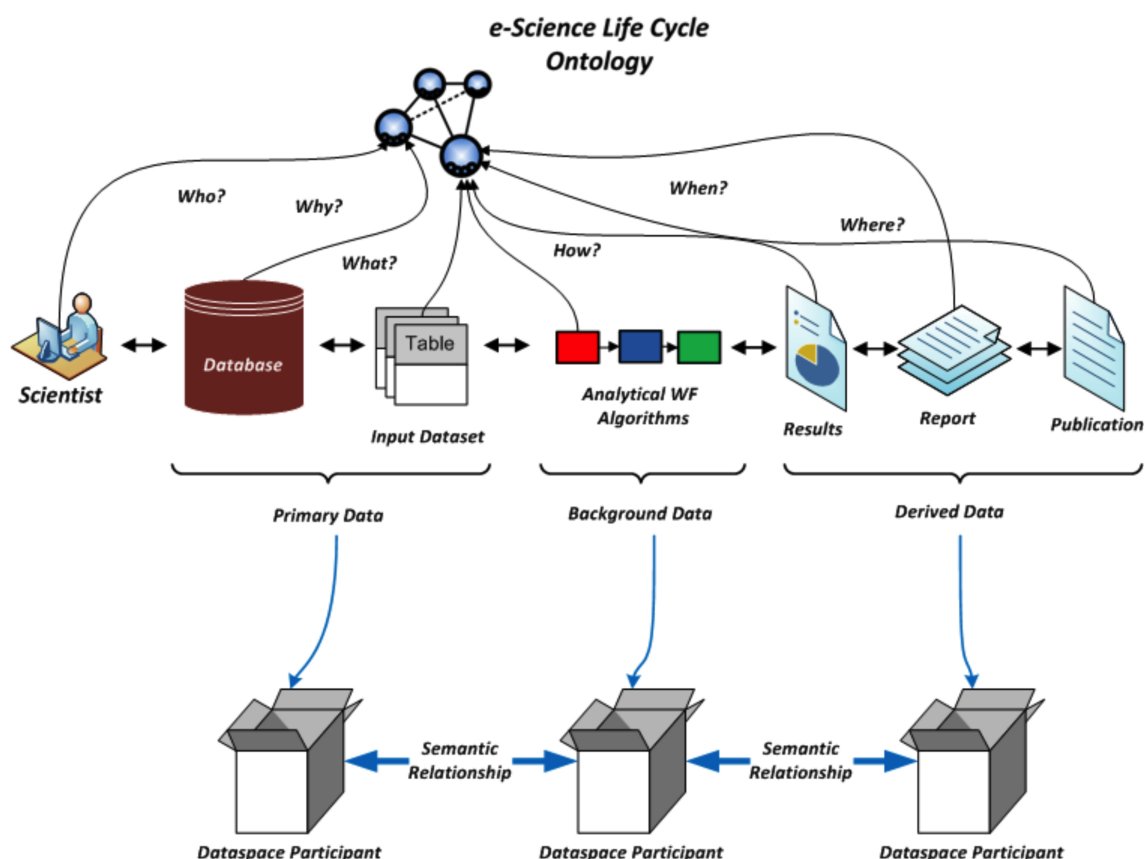 e-Science Life Cycle
Ontology
Who?
Why?
When?
Where?
What?
How?
Table
Database
Scientist
Input Dataset
Analytical WF
Algorithms
Results
Report
Publication
Primary Data
Background Data
Derived Data
Semantic
Relationship
Semantic
Relationship
Dataspace Participant
Dataspace Participant
Dataspace Participant